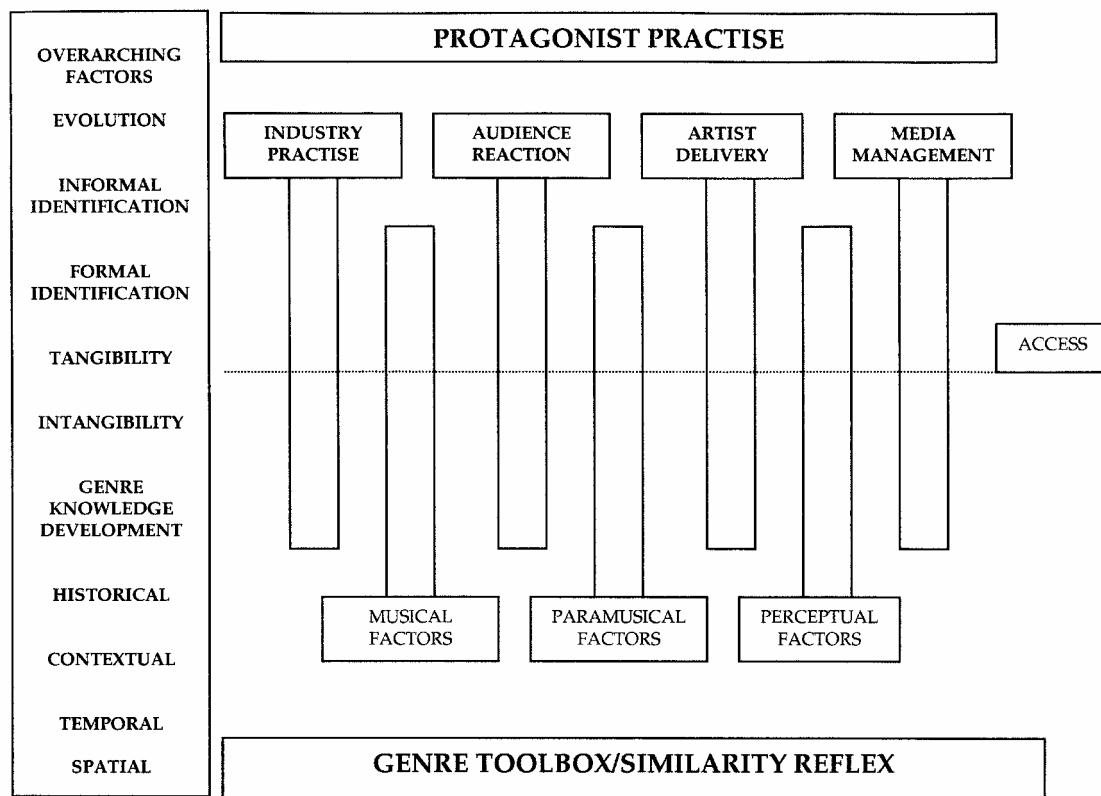 OVERARCHING
FACTORS
EVOLUTION
INFORMAL
IDENTIFICATION
FORMAL
IDENTIFICATION
TANGIBILITY
INTANGIBILITY
GENRE
KNOWLEDGE
DEVELOPMENT
HISTORICAL
CONTEXTUAL
TEMPORAL
SPATIAL
PROTAGONIST PRACTISE
INDUSTRY
PRACTISE
AUDIENCE
REACTION
ARTIST
DELIVERY
MEDIA
MANAGEMENT
ACCESS
MUSICAL
FACTORS
PARAMUSICAL
FACTORS
PERCEPTUAL
FACTORS
GENRE TOOLBOX/SIMILARITY REFLEX